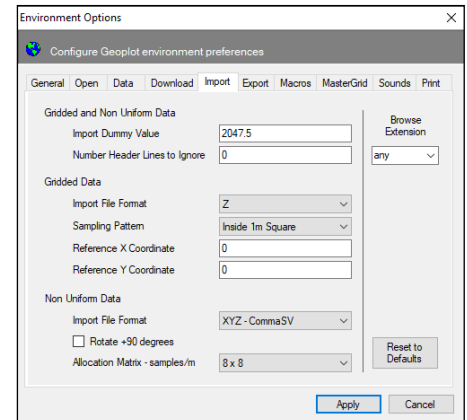 Environment Options
Configure Geoplot environment preferences
General Open Data Download Import Export Macros MasterGrid Sounds Print
Gridded and Non Uniform Data
Import Dummy Value 2047.5
Number Header Lines to Ignore 0
Browse Extension
any
Gridded Data
Import File Format Z
Sampling Pattern Inside 1m Square
Reference X Coordinate 0
Reference Y Coordinate 0
Non Uniform Data
Import File Format XYZ - CommaSV
Rotate +90 degrees
Allocation Matrix - samples/m 8 x 8
Reset to Defaults
Apply Cancel